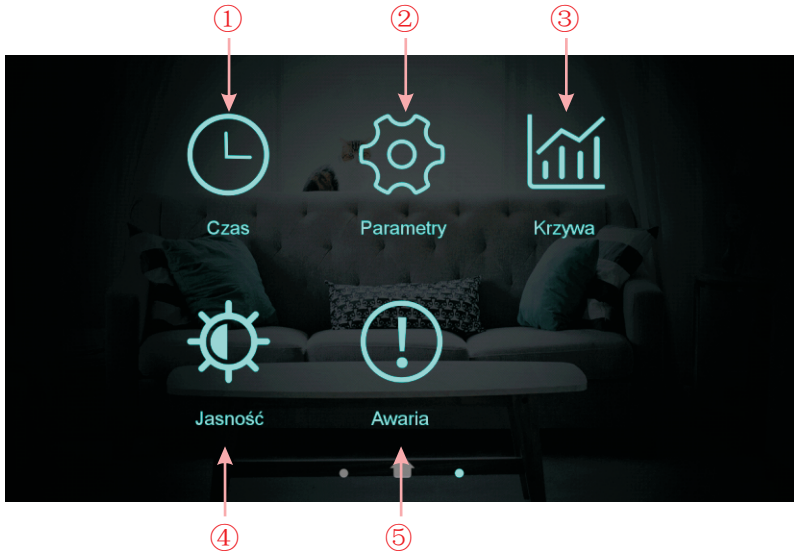 ① ② ③
Czas Parametry Krzywa
Jasność Awaria
④ ⑤